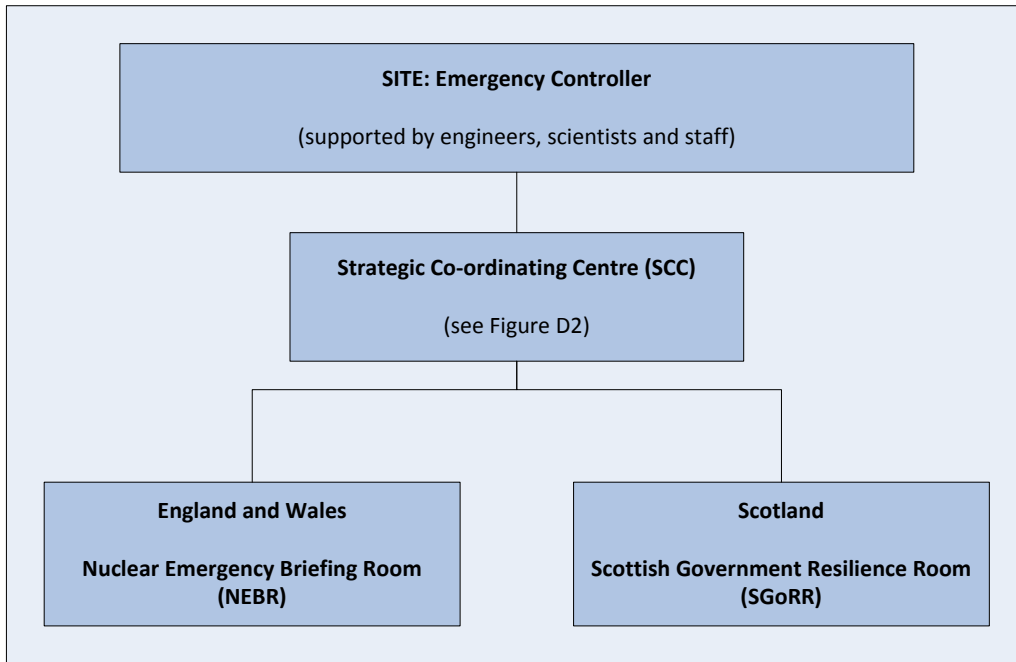 SITE: Emergency Controller
(supported by engineers, scientists and staff)
Strategic Co-ordinating Centre (SCC)
(see Figure D2)
England and Wales
Nuclear Emergency Briefing Room
(NEBR)
Scotland
Scottish Government Resilience Room
(SGoRR)